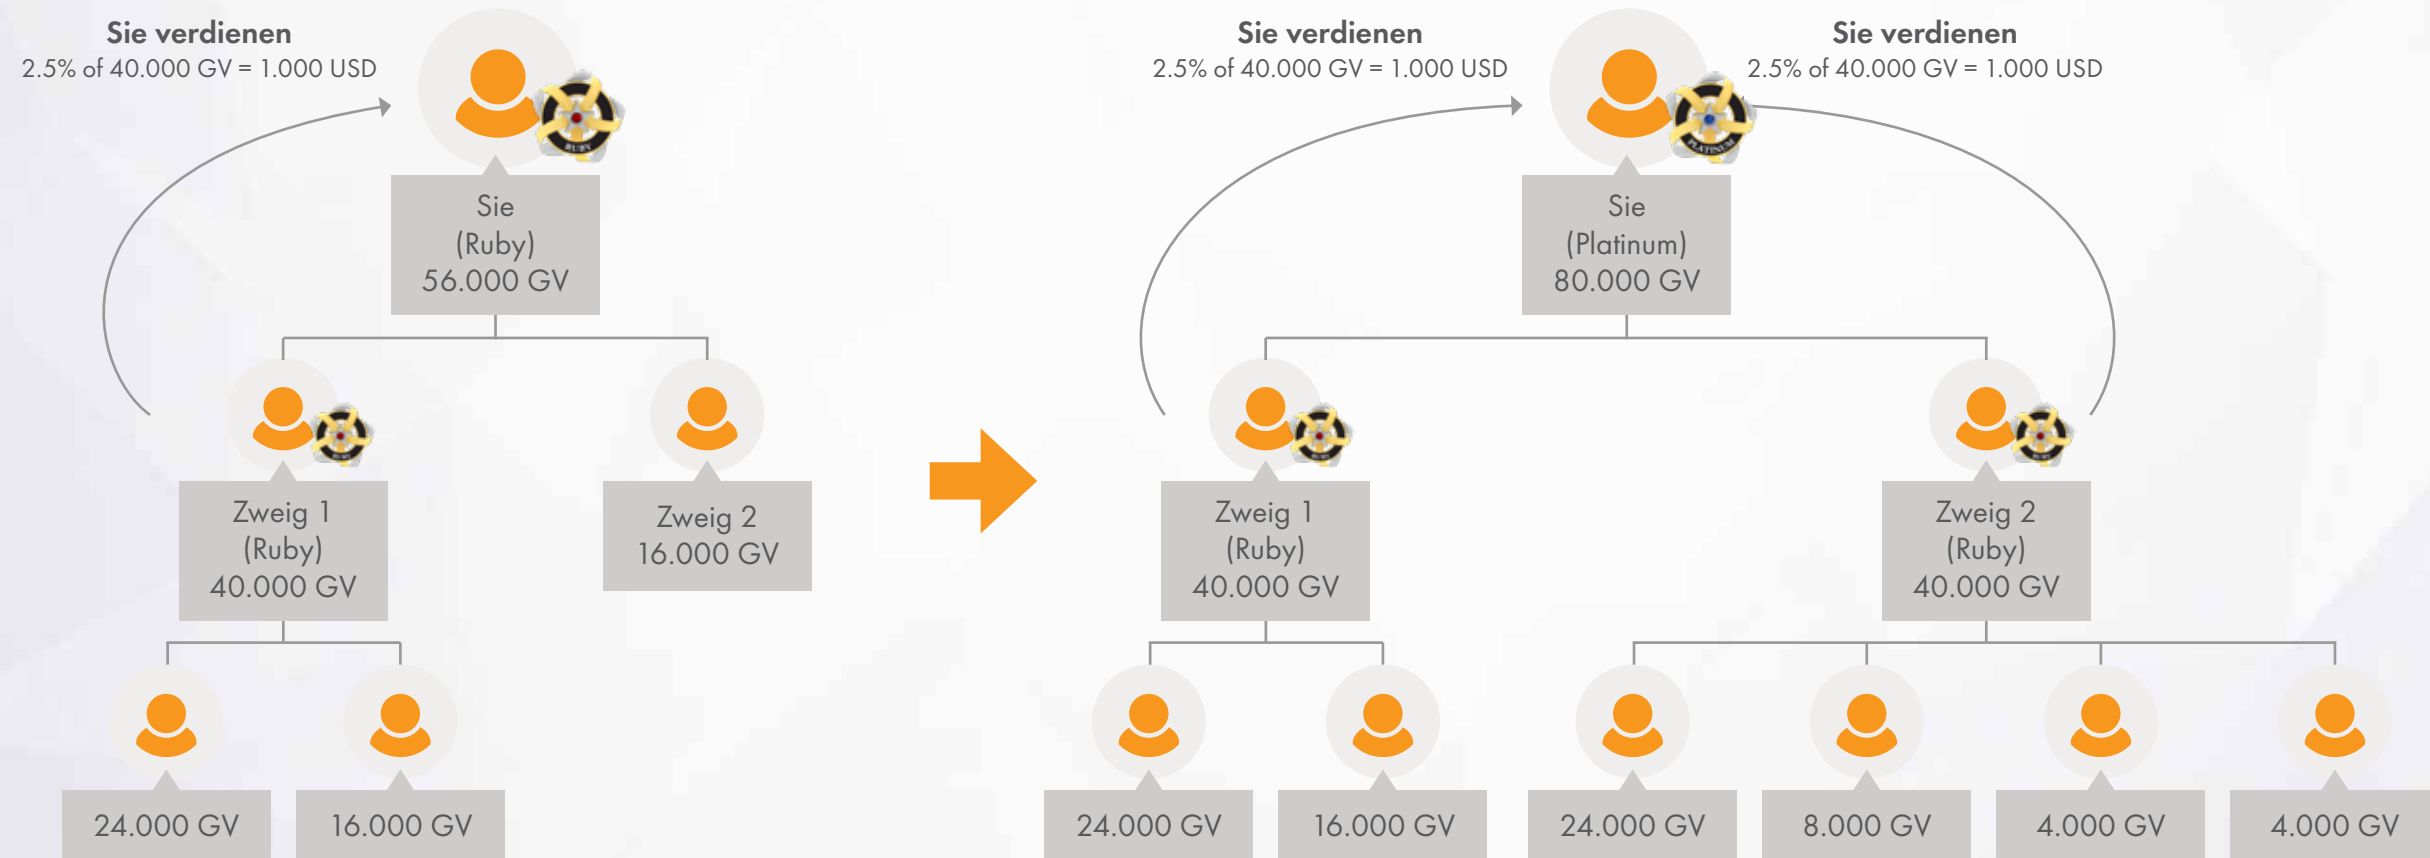 Sie verdienen
2.5% of 40.000 GV = 1.000 USD
RUBY
Sie
(Ruby)
56.000 GV
Zweig 1
(Ruby)
40.000 GV
Zweig 2
16.000 GV
24.000 GV
16.000 GV
Sie verdienen
2.5% of 40.000 GV = 1.000 USD
Sie verdienen
2.5% of 40.000 GV = 1.000 USD
PLATINUM
Sie
(Platinum)
80.000 GV
RUBY
Zweig 1
(Ruby)
40.000 GV
RUBY
Zweig 2
(Ruby)
40.000 GV
24.000 GV
16.000 GV
24.000 GV
8.000 GV
4.000 GV
4.000 GV